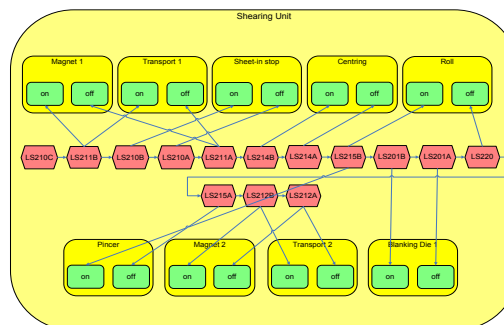 Shearing Unit
Magnet 1 Transport 1 Sheet-in stop Centring Roll
on off on off on off on off on off
LS210C LS211B LS210B LS210A LS211A LS214B LS214A LS215B LS201B LS201A LS220
LS215A LS212B LS212A
Pincer Magnet 2 Transport 2 Blanking Die 1
on off on off on off on off